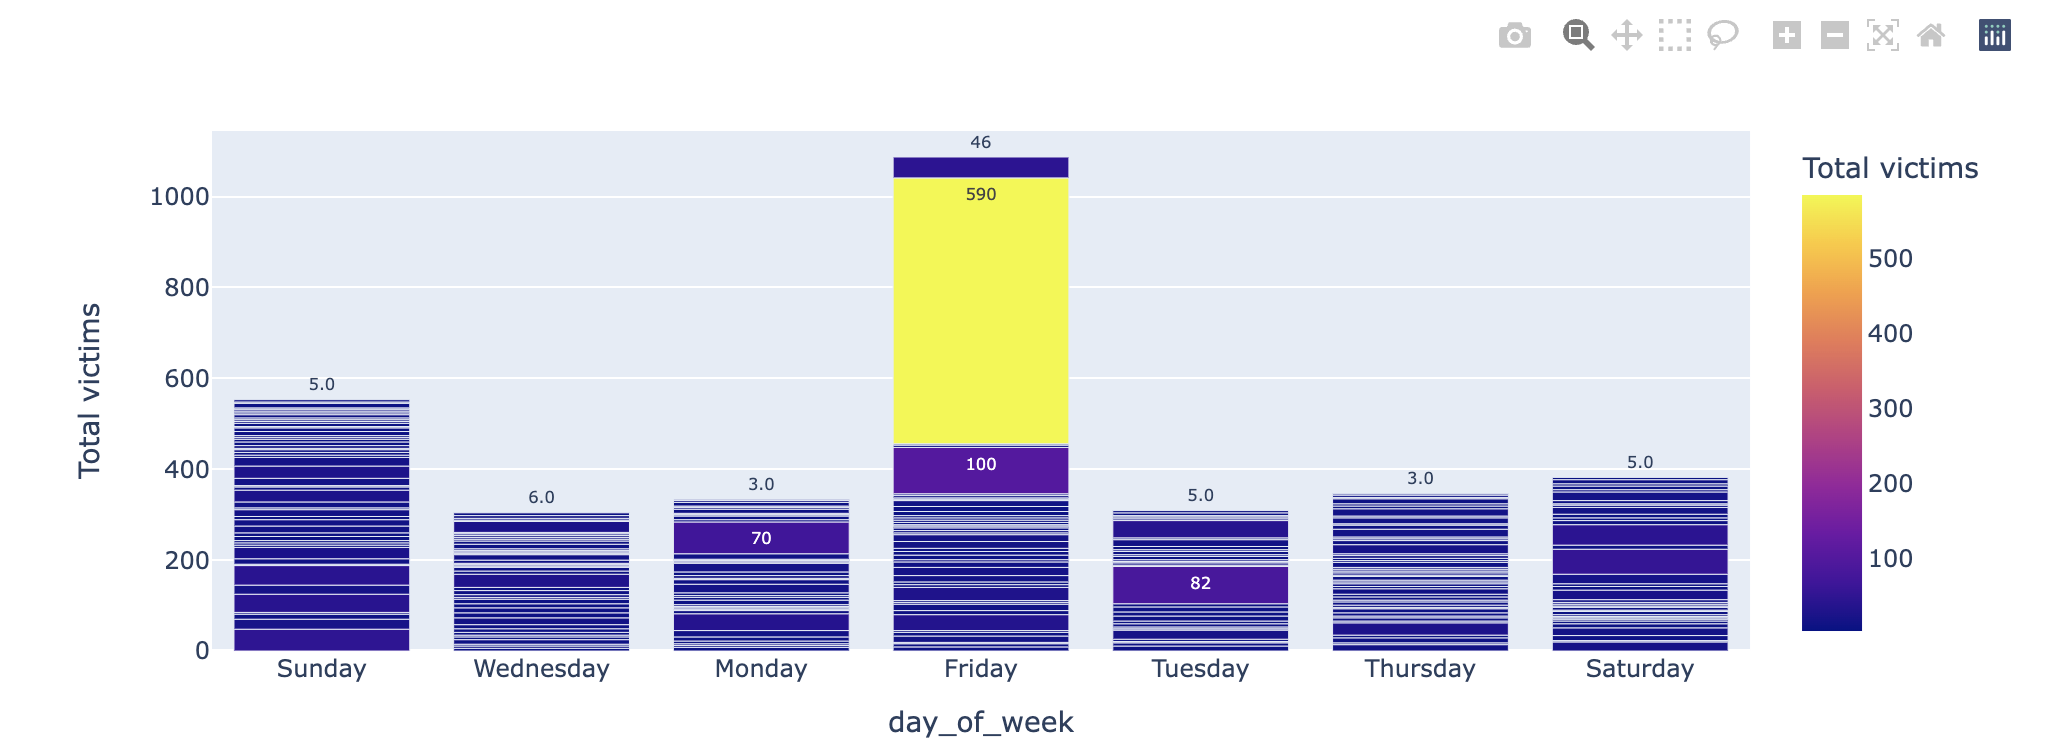 46
Total victims
590
1000
500
800
400
600
5.0
300
400
100
5.0
3.0
3.0
6.0
5.0
200
70
82
100
200
0
Total victims
Sunday
Wednesday
Monday
Friday
Tuesday
Thursday
Saturday
day_of_week